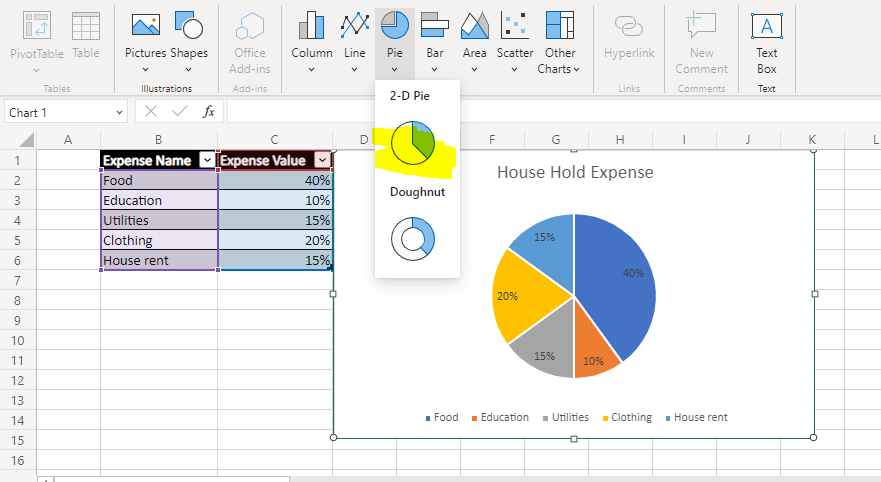 PivotTable Table Pictures Shapes Office Add-ins Column Line Pie Bar Area Scatter Other Charts Hyperlink New Comment Text Box
Tables Illustrations Add-ins Links Comments Text
Chart 1 fx
2-D Pie
Doughnut
A B C D F G H I J K L
1 Expense Name Expense Value
2 Food 40%
3 Education 10%
4 Utilities 15%
5 Clothing 20%
6 House rent 15%
7
8
9
10
11
12
13
14
15
16
House Hold Expense
15% 40%
20%
15% 10%
Food Education Utilities Clothing House rent